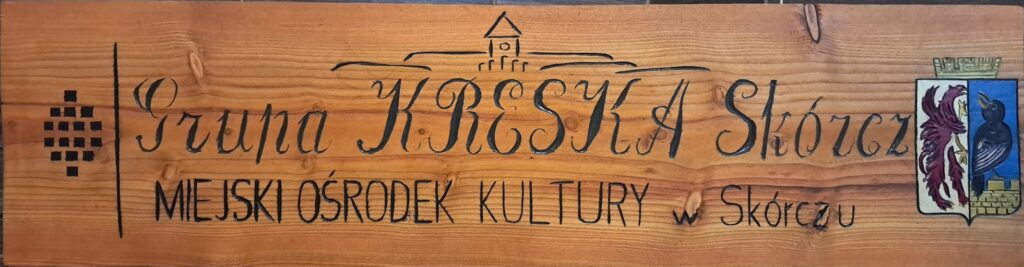 Grupa KRESKA Skórcz
MIEJSKI OŚRODEK KULTURY w Skórczu